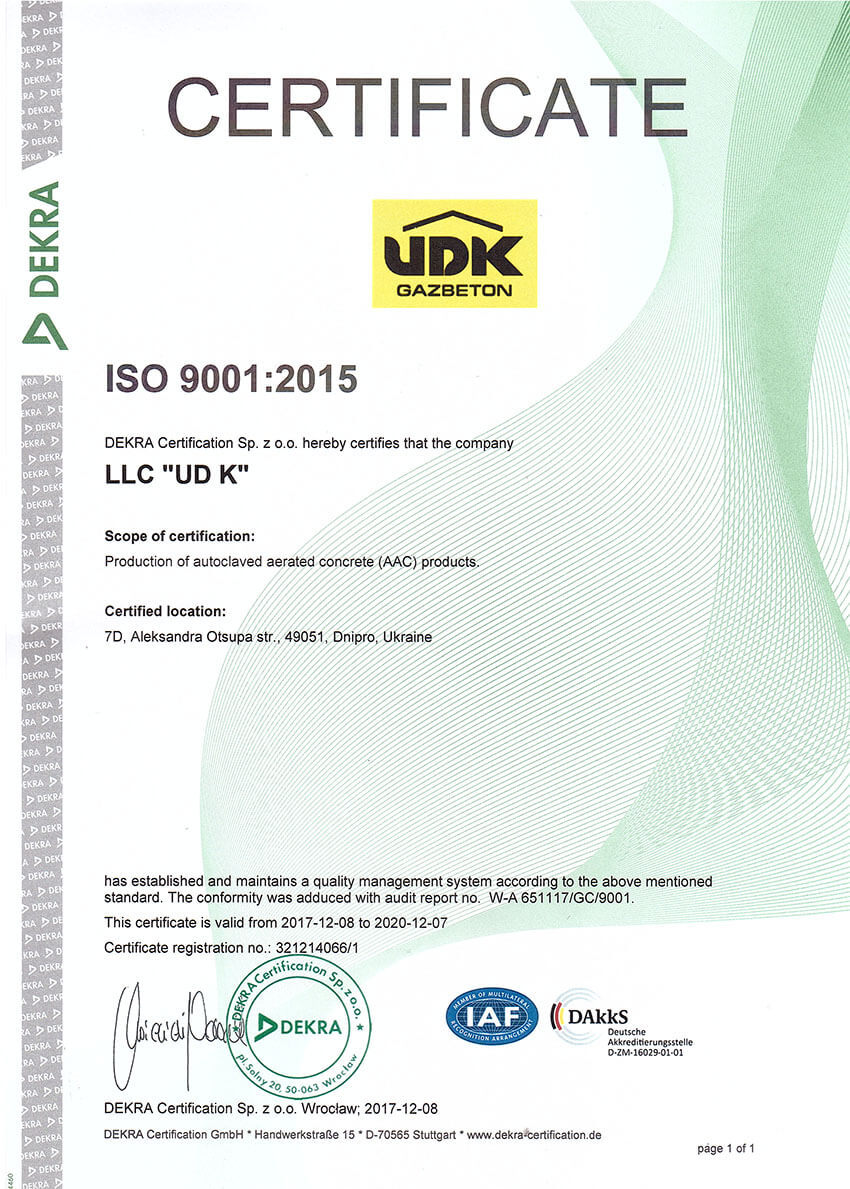 CERTIFICATE
DEKRA
UDK
GAZBETON
ISO 9001:2015
DEKRA Certification Sp. z o.o. hereby certifies that the company
LLC "UD K"
Scope of certification:
Production of autoclaved aerated concrete (AAC) products.
Certified location:
7D, Aleksandra Otsupa str., 49051, Dnipro, Ukraine
has established and maintains a quality management system according to the above mentioned
standard. The conformity was adduced with audit report no. W-A 651117/GC/9001.
This certificate is valid from 2017-12-08 to 2020-12-07
Certificate registration no.: 321214066/1
DEKRA Certification Sp. z o.o.
DEKRA
pl. Solny 20, 50-063 Wrocław
MEMBER OF MULTILATERAL
IAF
RECOGNITION ARRANGEMENT
DAkkS
Deutsche
Akkreditierungsstelle
D-ZM-16029-01-01
DEKRA Certification Sp. z o.o. Wrocław; 2017-12-08
DEKRA Certification GmbH * Handwerkstraße 15 * D-70565 Stuttgart * www.dekra-certification.de
page 1 of 1
4460